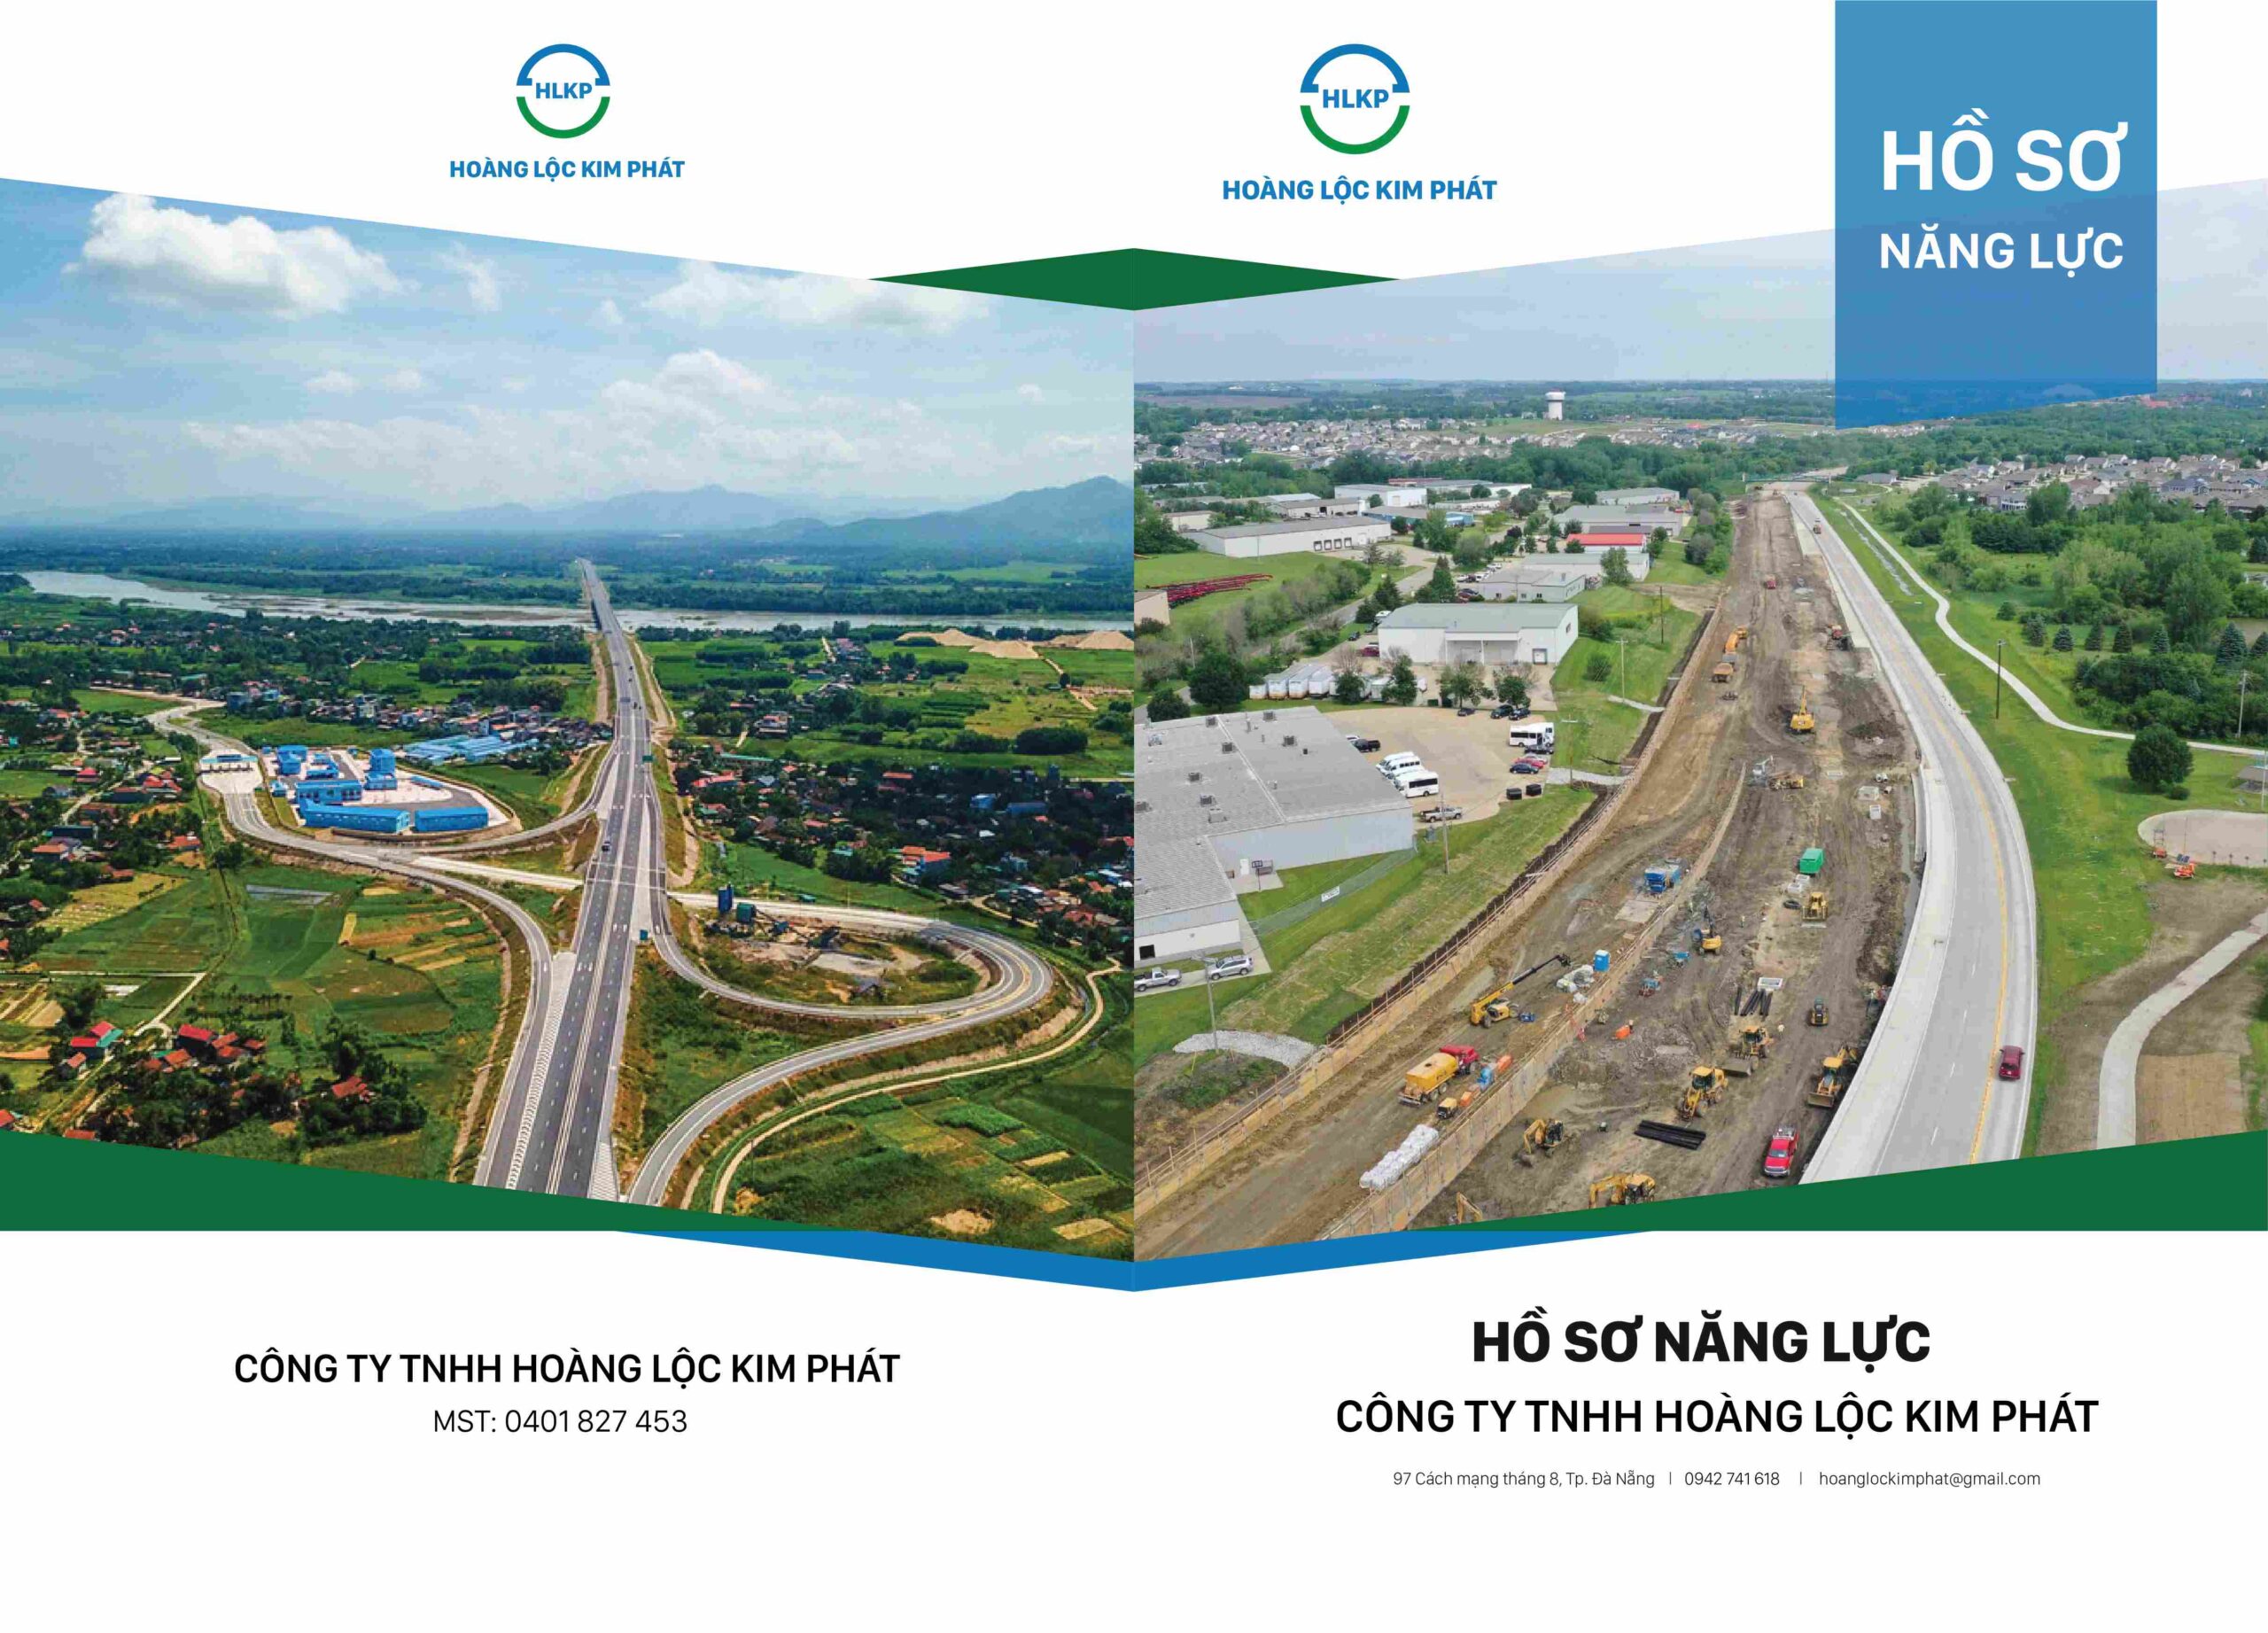 HLKP
HOÀNG LỘC KIM PHÁT
CÔNG TY TNHH HOÀNG LỘC KIM PHÁT
MST: 0401 827 453
HLKP
HOÀNG LỘC KIM PHÁT
HỒ SƠ
NĂNG LỰC
HỒ SƠ NĂNG LỰC
CÔNG TY TNHH HOÀNG LỘC KIM PHÁT
97 Cách mạng tháng 8, Tp. Đà Nẵng | 0942 741 618 | hoanglockimphat@gmail.com